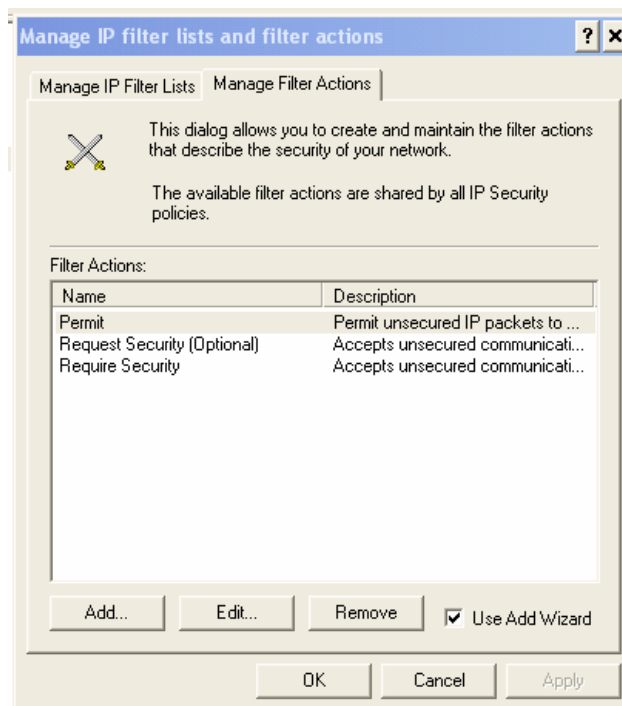 Manage IP filter lists and filter actions
Manage IP Filter Lists
Manage Filter Actions
This dialog allows you to create and maintain the filter actions
that describe the security of your network.
The available filter actions are shared by all IP Security
policies.
Filter Actions:
Name Description
Permit Permit unsecured IP packets to ...
Request Security (Optional) Accepts unsecured communicati...
Require Security Accepts unsecured communicati...
Add... Edit... Remove Use Add Wizard
OK Cancel Apply